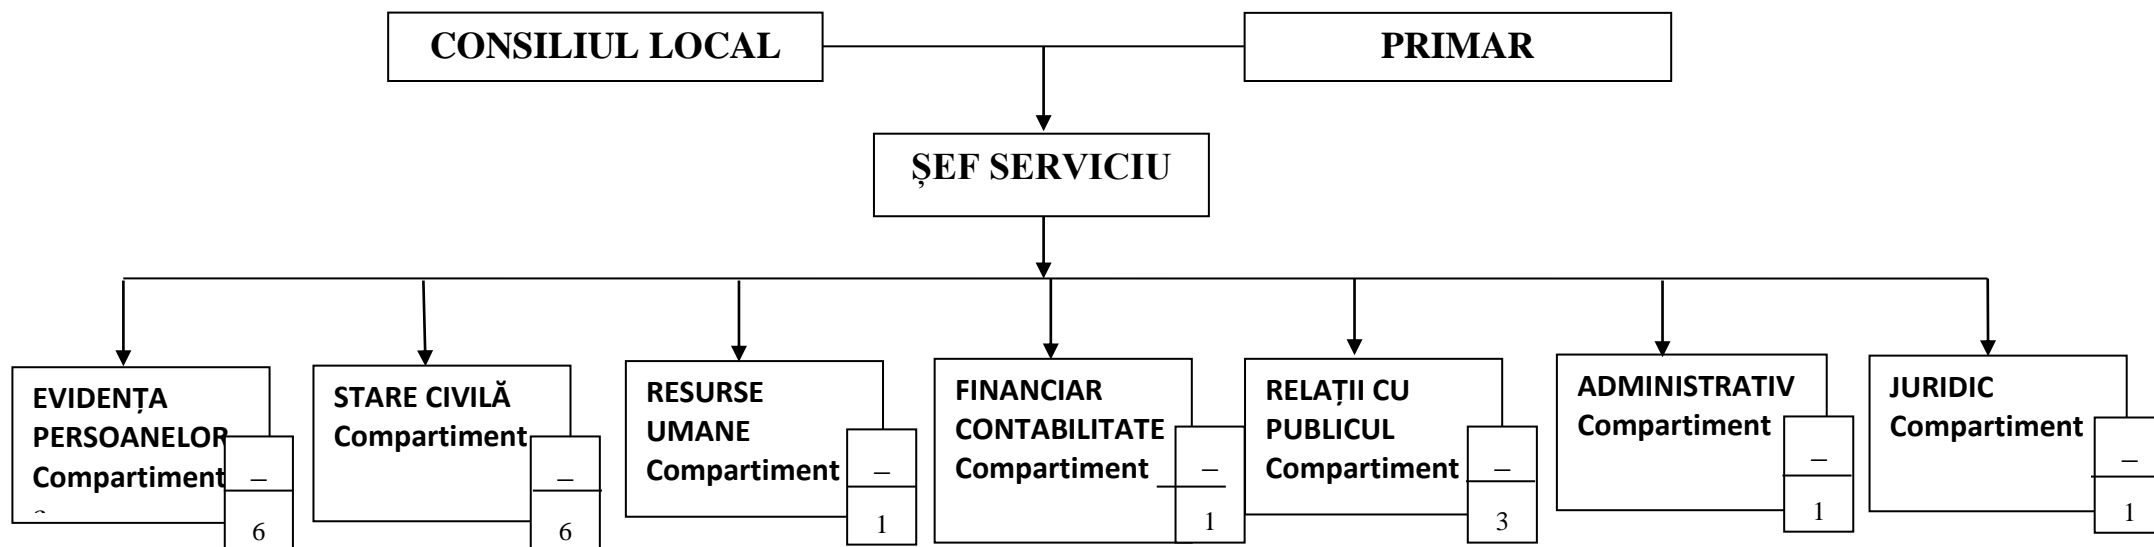 CONSILIUL LOCAL
PRIMAR
ȘEF SERVICIU
EVIDENȚA
PERSOANELOR
Compartiment
–
6
STARE CIVILĂ
Compartiment
–
6
RESURSE
UMANE
Compartiment
–
1
FINANCIAR
CONTABILITATE
Compartiment
–
1
RELAȚII CU
PUBLICUL
Compartiment
–
3
ADMINISTRATIV
Compartiment
–
1
JURIDIC
Compartiment
–
1